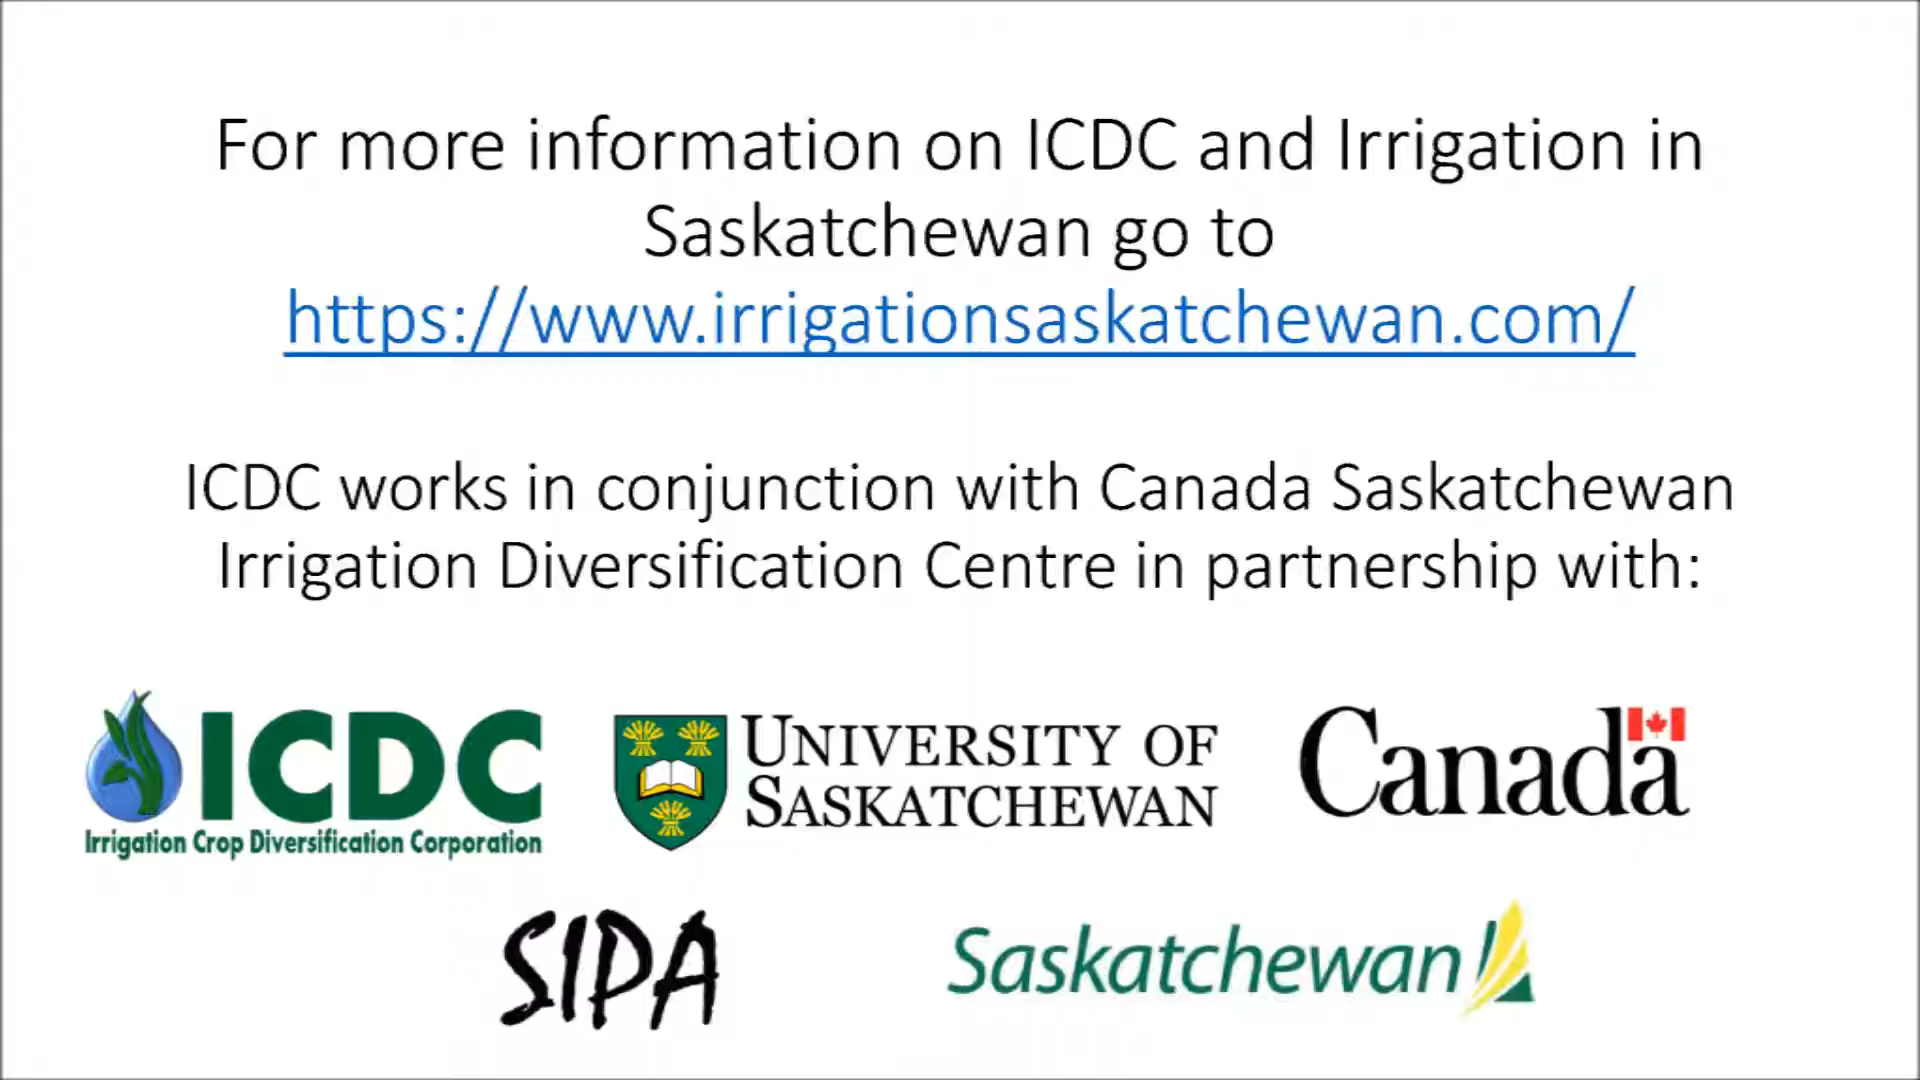 For more information on ICDC and Irrigation in
Saskatchewan go to
https://www.irrigationsaskatchewan.com/
ICDC works in conjunction with Canada Saskatchewan
Irrigation Diversification Centre in partnership with:
ICDC
Irrigation Crop Diversification Corporation
UNIVERSITY OF
SASKATCHEWAN
Canada
SIPA
Saskatchewan